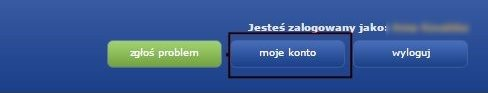 Jesteś zalogowany jako:
zgłoś problem moje konto wyloguj